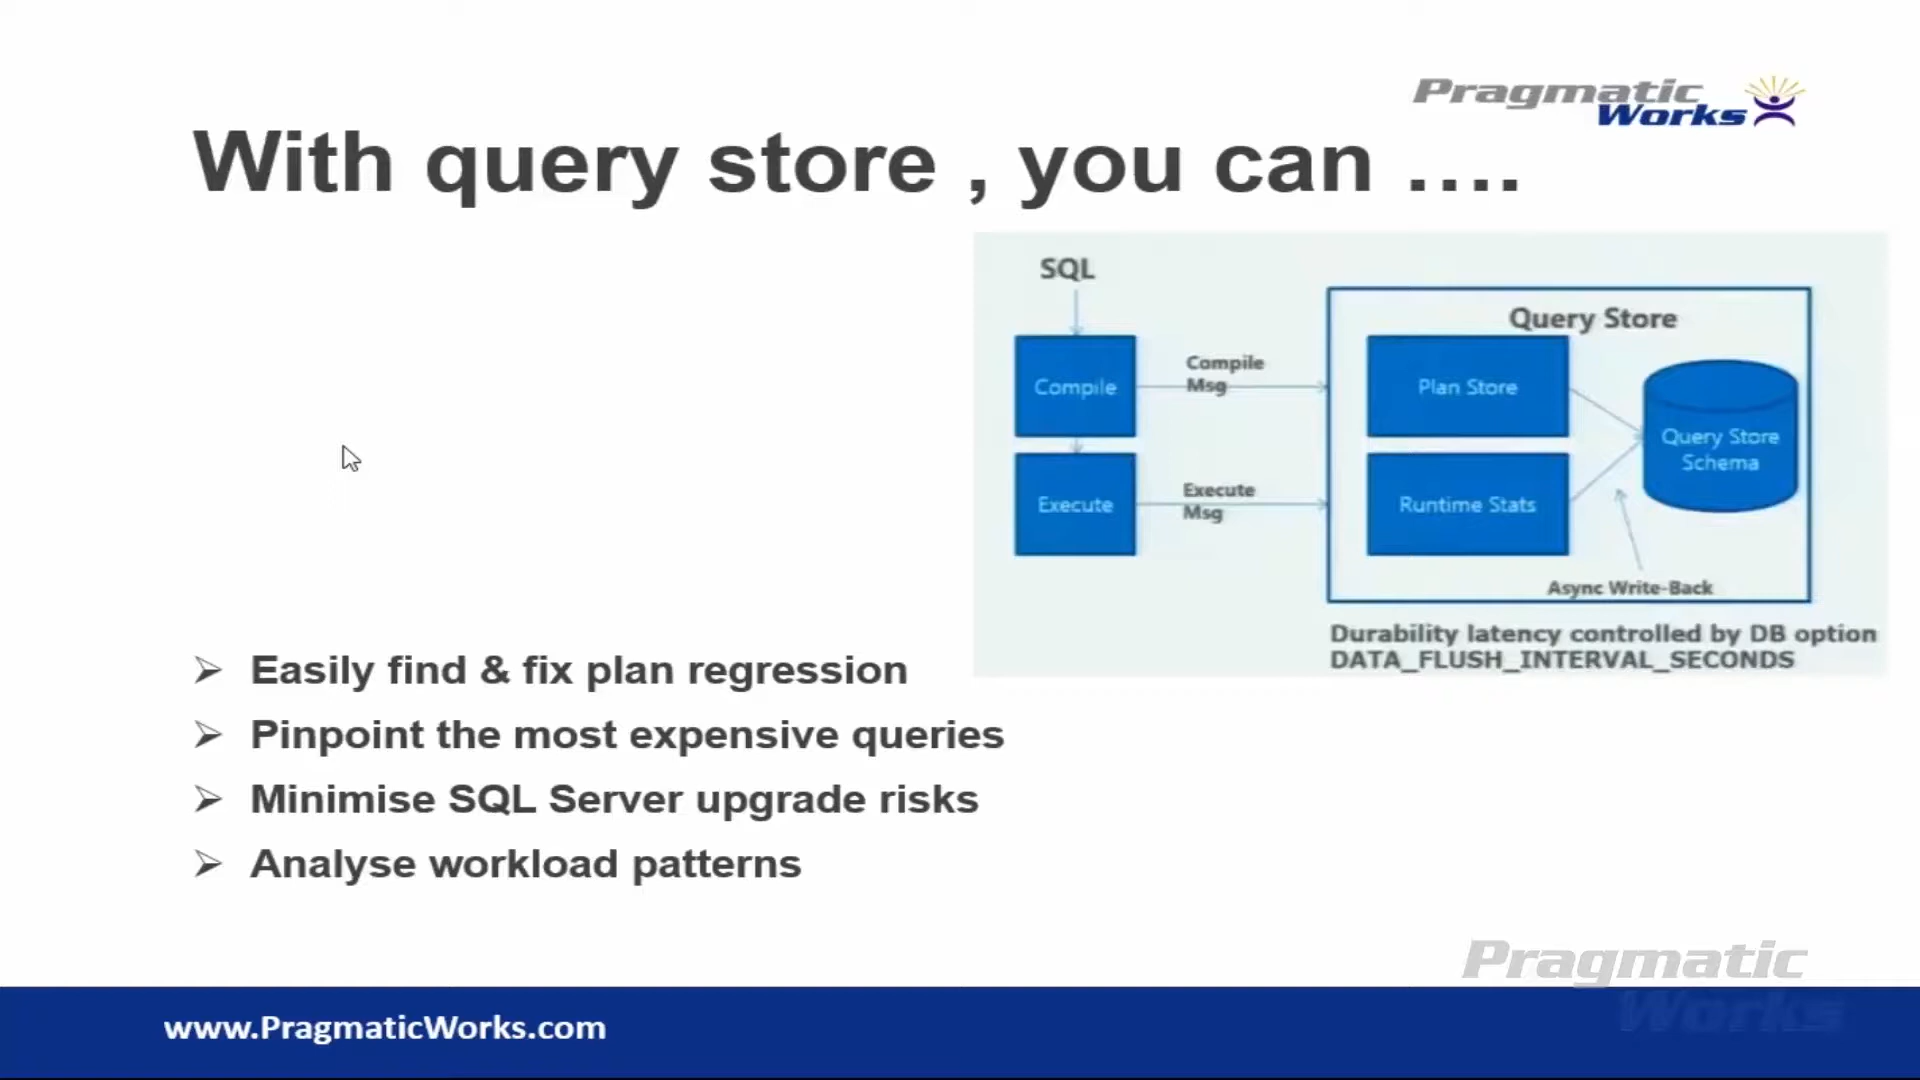 Pragmatic
Works
With query store , you can ....
SQL
Query Store
Compile
Compile
Msg
Plan Store
Query Store
Schema
Execute
Execute
Msg
Runtime Stats
Async Write-Back
Durability latency controlled by DB option
DATA_FLUSH_INTERVAL_SECONDS
➢ Easily find & fix plan regression
➢ Pinpoint the most expensive queries
➢ Minimise SQL Server upgrade risks
➢ Analyse workload patterns
Pragmatic
Works
www.PragmaticWorks.com